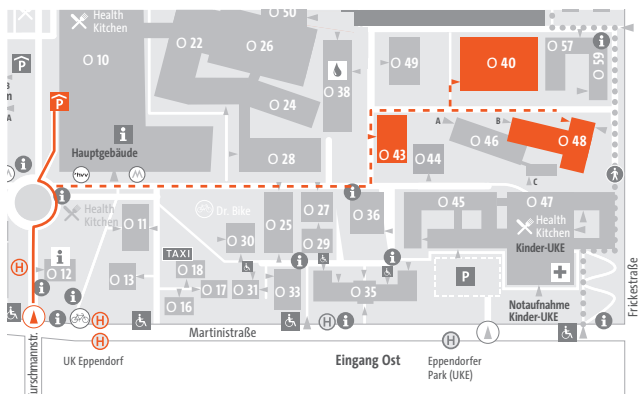 O 50
Health
Kitchen
O 22
O 26
O 10
O 57
O 59
O 49
O 40
O 38
P
P
B
A
O 24
A
B
O 46
O 48
O 43
O 44
i
Hauptgebäude
hvv
O 28
C
Health
Kitchen
O 11
Dr. Bike
O 25
O 27
O 36
O 45
O 47
Health
Kitchen
Kinder-UKE
O 30
O 29
TAXI
O 18
O 12
O 13
O 17
O 31
O 33
O 35
O 16
P
Notaufnahme
Kinder-UKE
H
H
H
H
H
Martinistraße
Frickestraße
urschmannstr.
UK Eppendorf
Eingang Ost
Eppendorfer
Park (UKE)